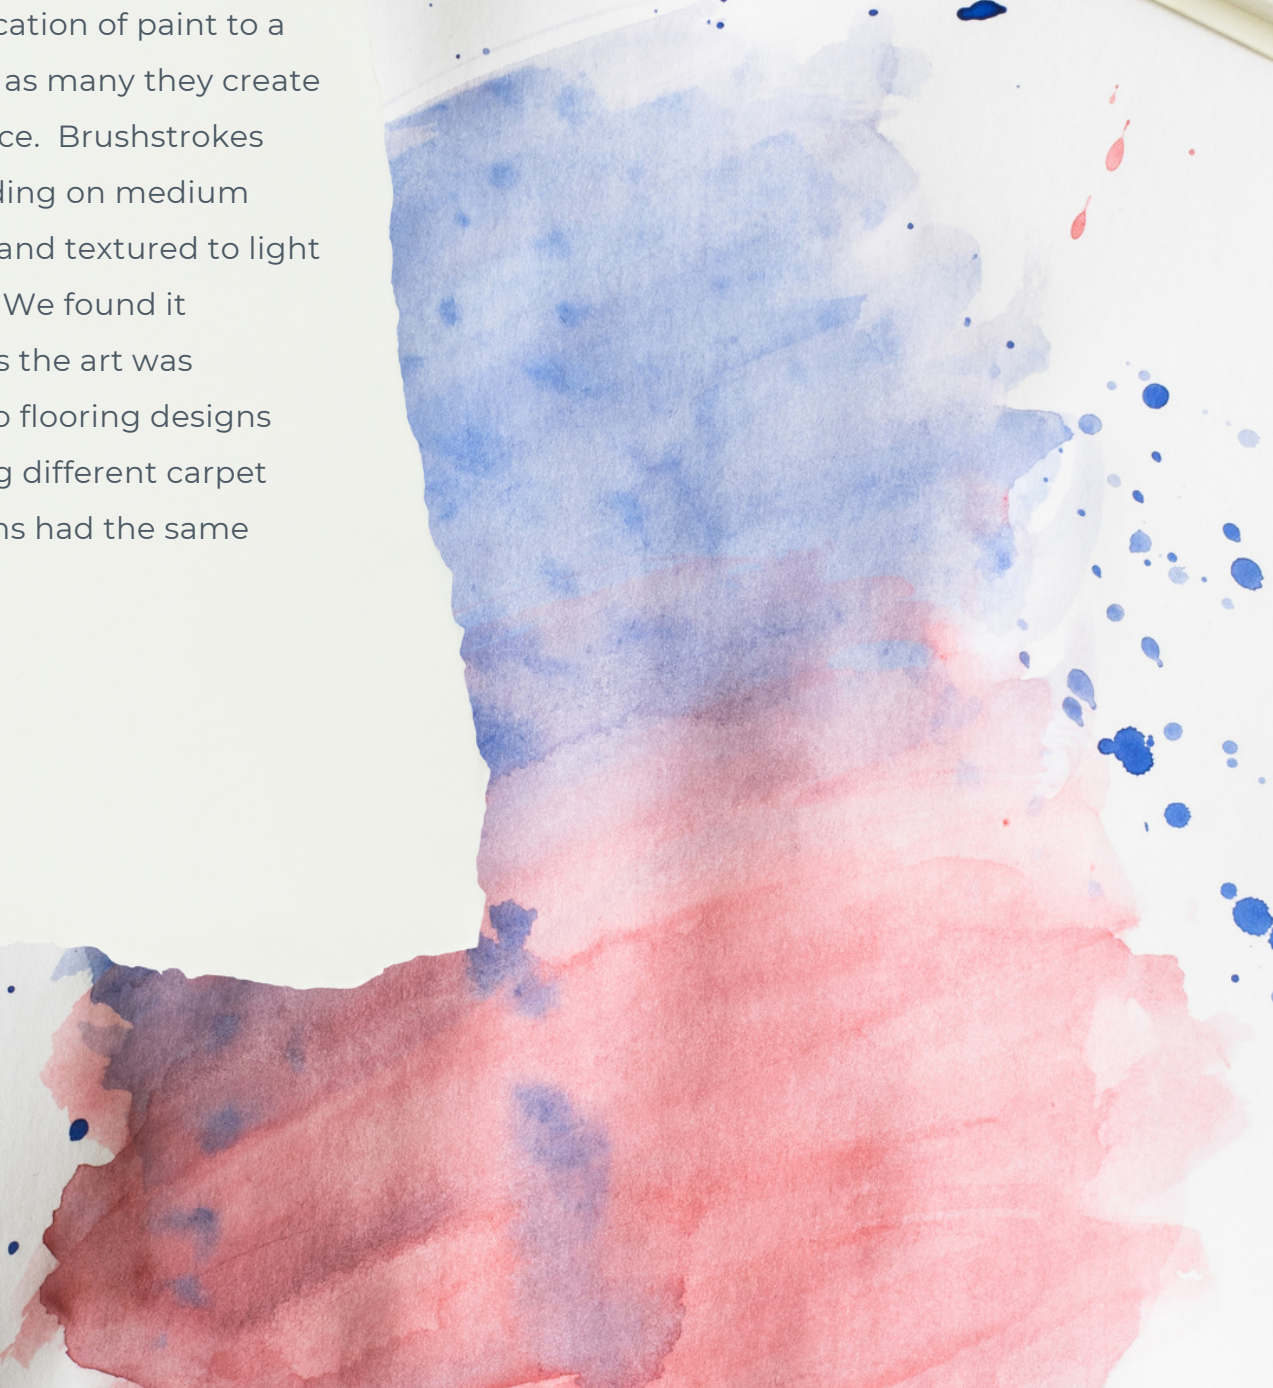 cation of paint to a
as many they create
ce. Brushstrokes
ding on medium
and textured to light
We found it
s the art was
o flooring designs
g different carpet
ns had the same